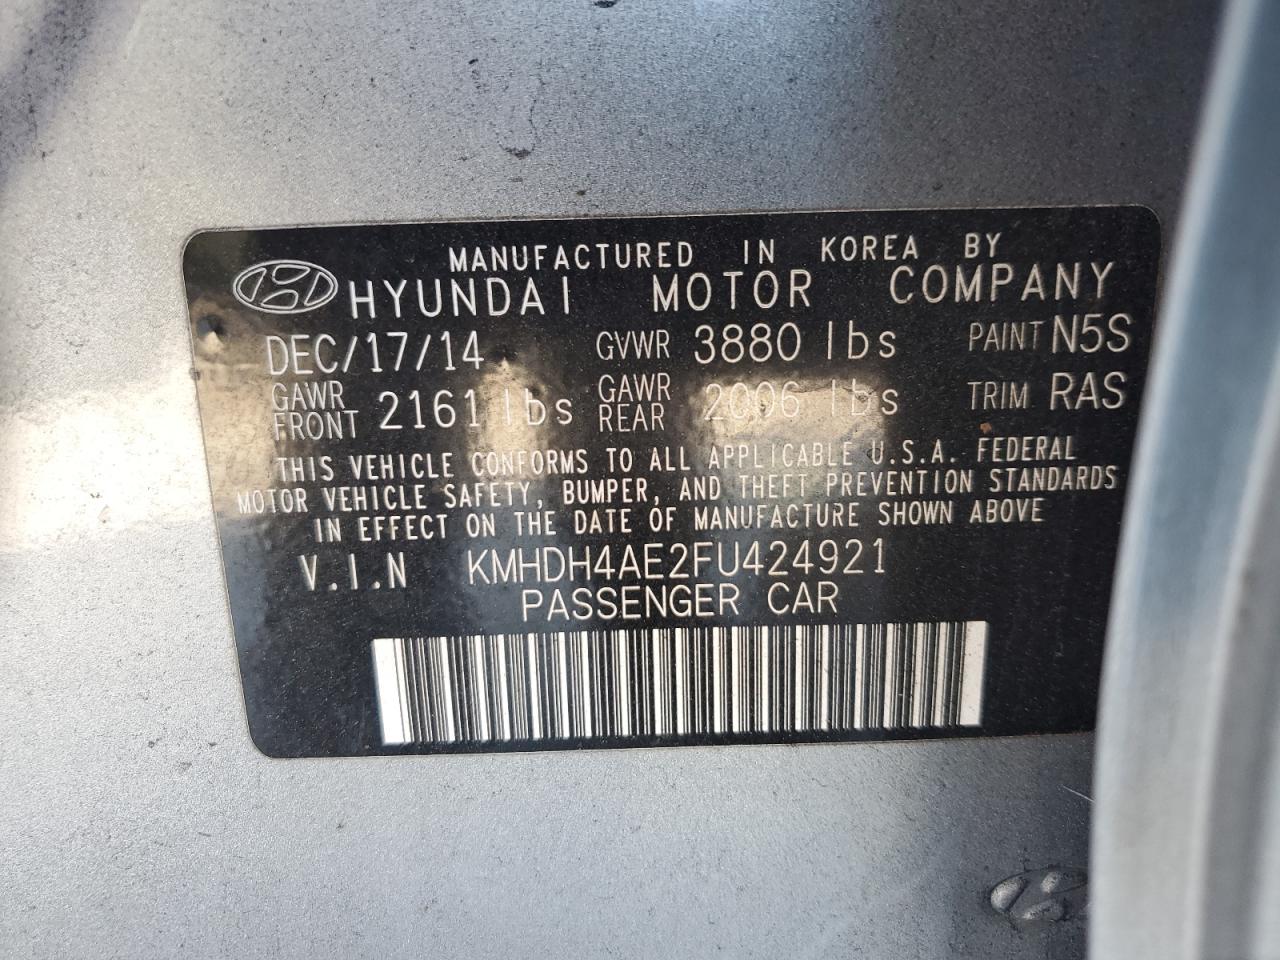 MANUFACTURED IN KOREA BY
HYUNDAI MOTOR COMPANY
DEC/17/14 GVWR 3880 lbs PAINT N5S
GAWR FRONT 2161 lbs GAWR REAR 2006 lbs TRIM RAS
THIS VEHICLE CONFORMS TO ALL APPLICABLE U.S.A. FEDERAL
MOTOR VEHICLE SAFETY, BUMPER, AND THEFT PREVENTION STANDARDS
IN EFFECT ON THE DATE OF MANUFACTURE SHOWN ABOVE
V.I.N KMHDH4AE2FU424921
PASSENGER CAR